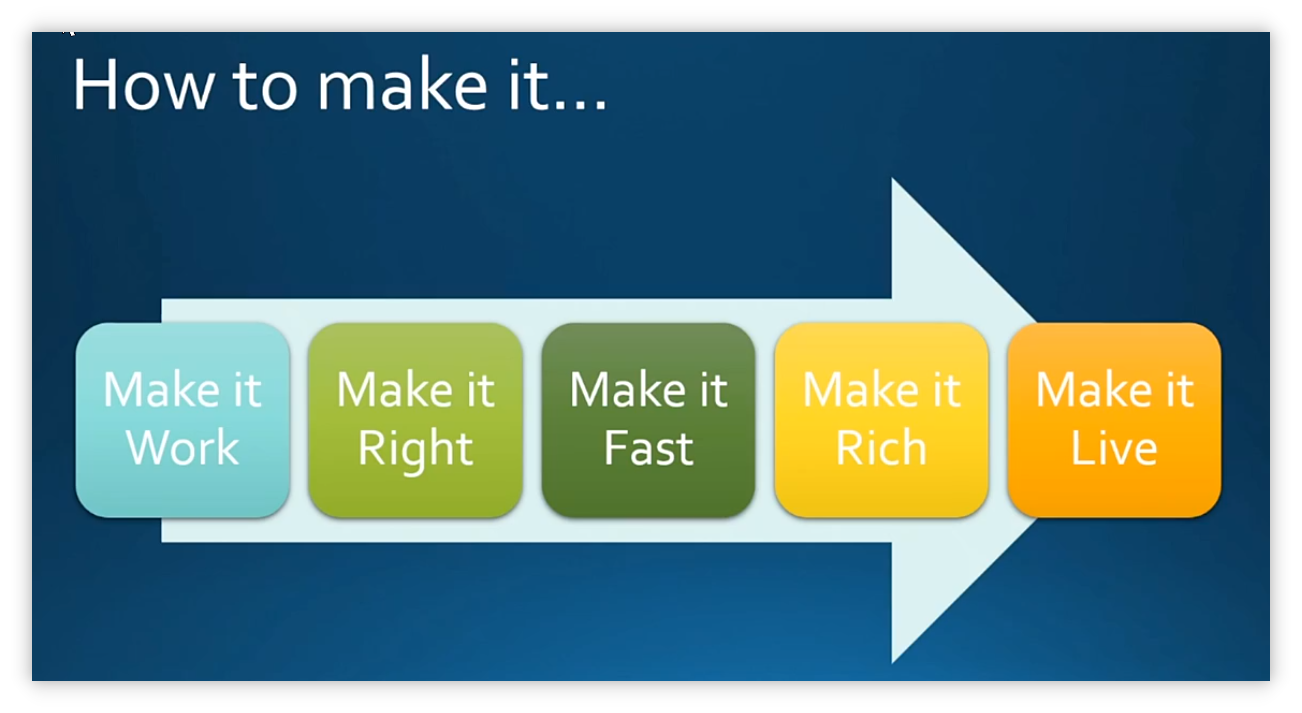 How to make it...
Make it
Work
Make it
Right
Make it
Fast
Make it
Rich
Make it
Live